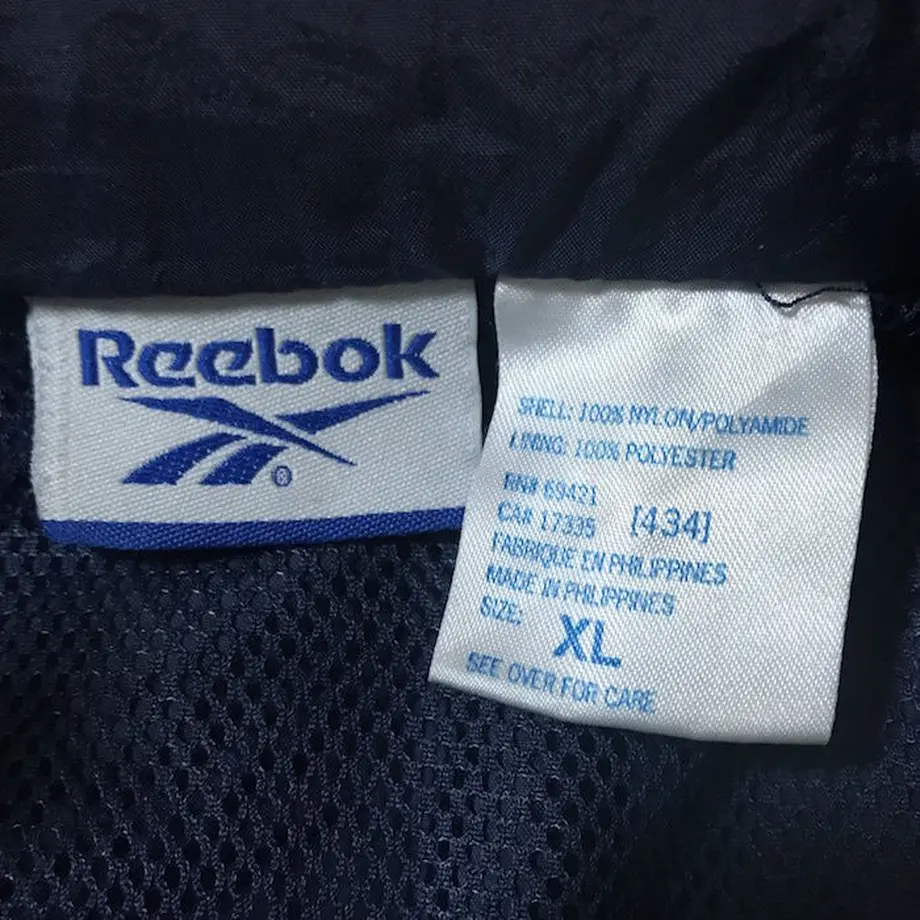 Reebok
®
SHELL: 100% NYLON/POLYAMIDE
LINING: 100% POLYESTER
RN# 69421
CA# 17335 [434]
FABRIQUE EN PHILIPPINES
MADE IN PHILIPPINES
SIZE: XL
SEE OVER FOR CARE